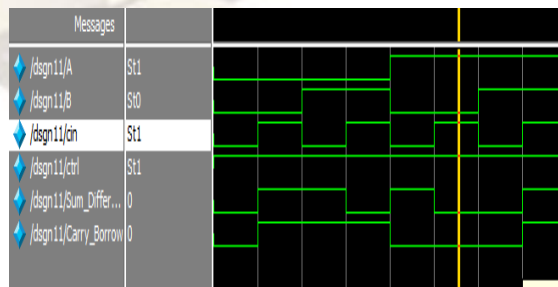 Messages
/dsgn11/A St1
/dsgn11/B St0
/dsgn11/cin St1
/dsgn11/ctrl St1
/dsgn11/Sum_Differ... 0
/dsgn11/Carry_Borrow 0